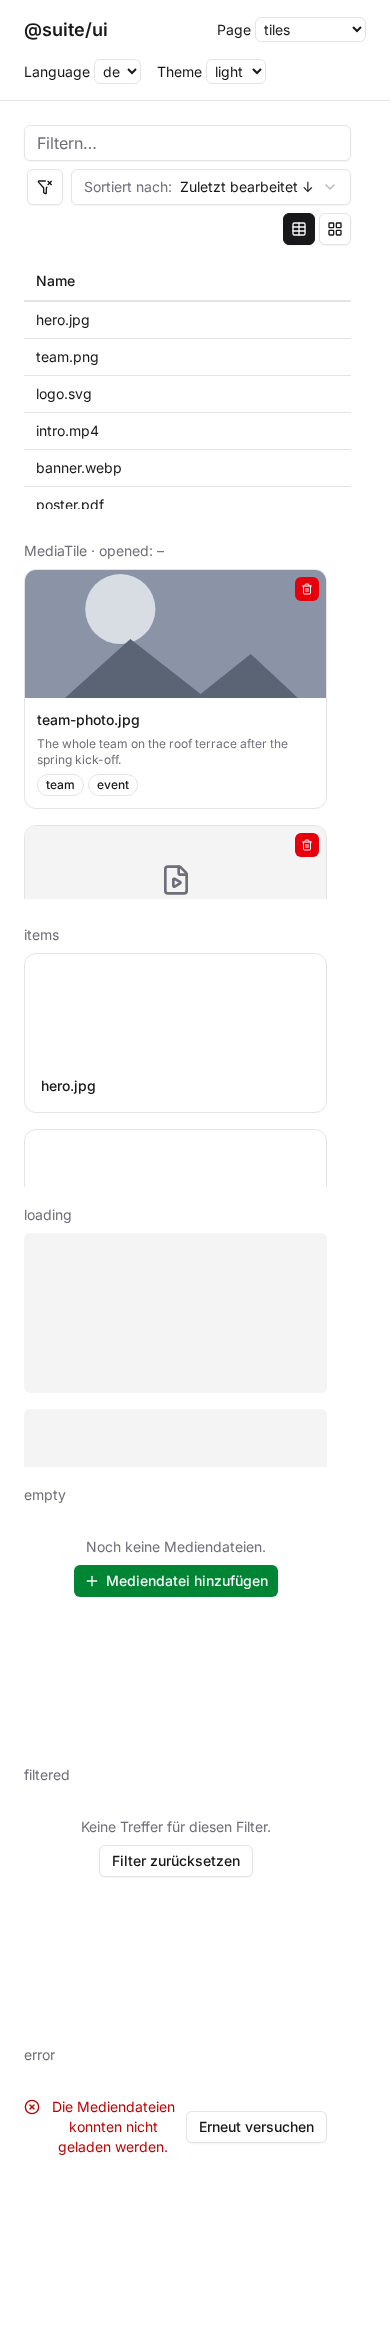 @suite/ui
Page tiles
Language de Theme light
Filtern...
Sortiert nach: Zuletzt bearbeitet ↓
Name
hero.jpg
team.png
logo.svg
intro.mp4
banner.webp
poster.pdf
MediaTile · opened: –
team-photo.jpg
The whole team on the roof terrace after the
spring kick-off.
team event
items
hero.jpg
loading
empty
Noch keine Mediendateien.
Mediendatei hinzufügen
filtered
Keine Treffer für diesen Filter.
Filter zurücksetzen
error
Die Mediendateien
konnten nicht
geladen werden.
Erneut versuchen